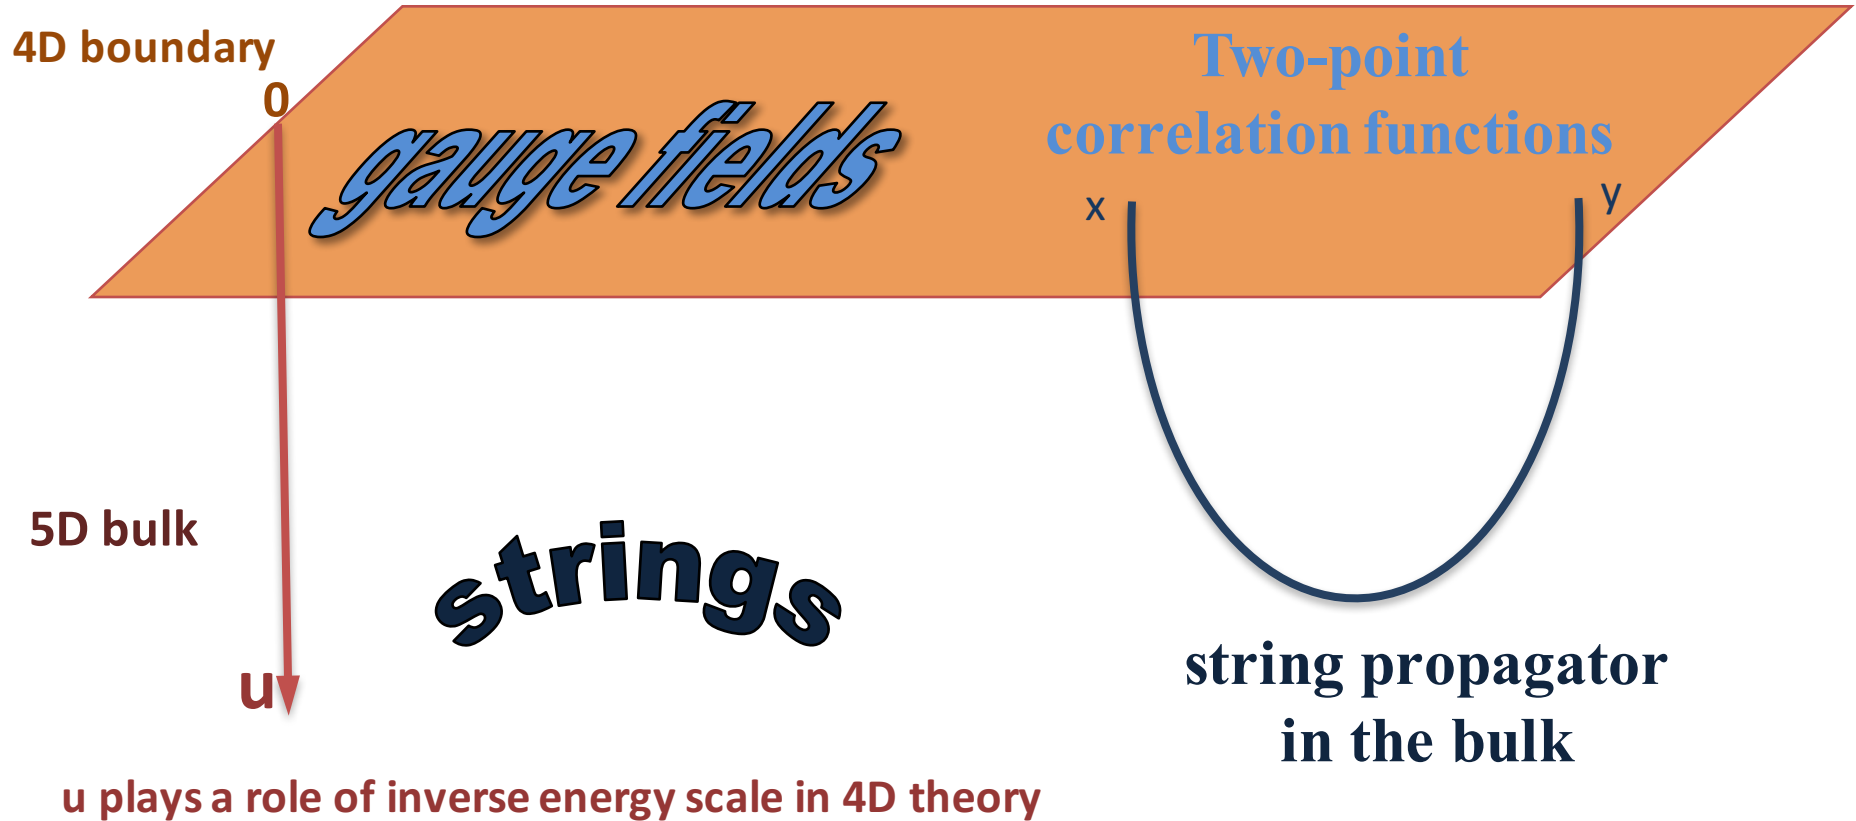 4D boundary
0
gauge fields
Two-point
correlation functions
x
y
5D bulk
strings
u
string propagator
in the bulk
u plays a role of inverse energy scale in 4D theory